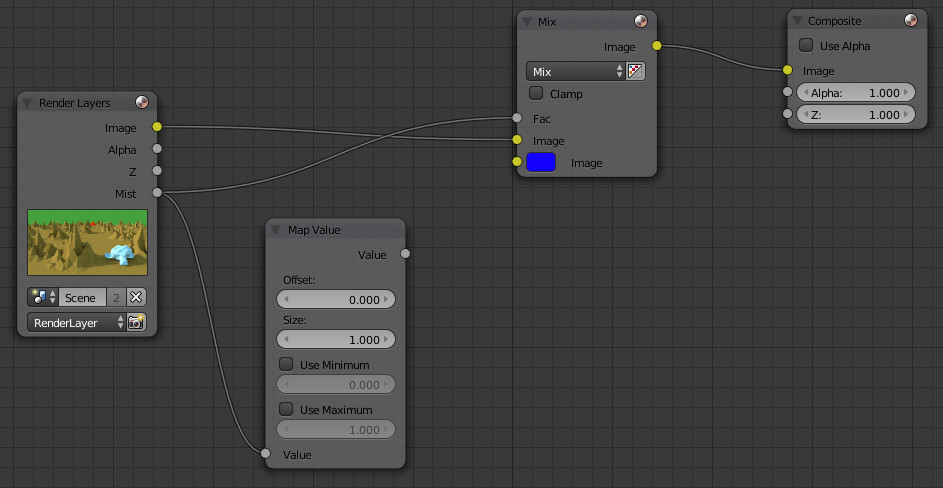 Render Layers
Image
Alpha
Z
Mist
Scene 2
RenderLayer
Map Value
Value
Offset:
0.000
Size:
1.000
Use Minimum
0.000
Use Maximum
1.000
Value
Mix
Image
Mix
Clamp
Fac
Image
Image
Composite
Use Alpha
Image
Alpha: 1.000
Z: 1.000